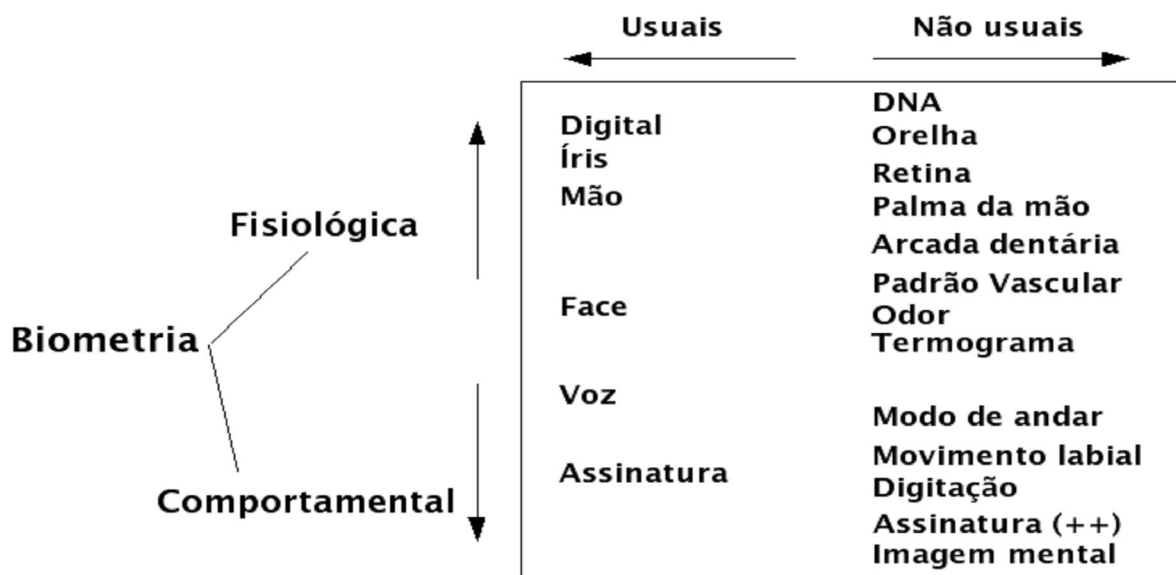 Usuais
Não usuais
Biometria
Fisiológica
Comportamental
Digital
Íris
Mão
Face
Voz
Assinatura
DNA
Orelha
Retina
Palma da mão
Arcada dentária
Padrão Vascular
Odor
Termograma
Modo de andar
Movimento labial
Digitação
Assinatura (++)
Imagem mental